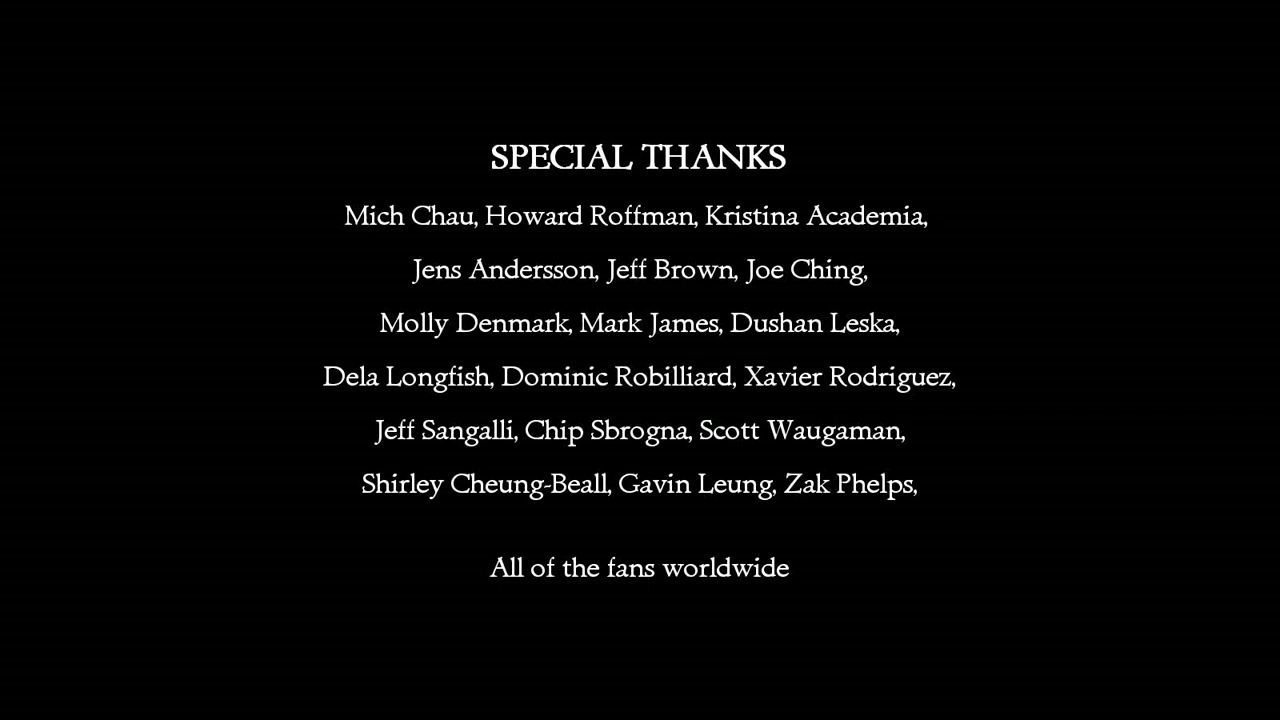 SPECIAL THANKS
Mich Chau, Howard Roffman, Kristina Academia,
Jens Andersson, Jeff Brown, Joe Ching,
Molly Denmark, Mark James, Dushan Leska,
Dela Longfish, Dominic Robilliard, Xavier Rodriguez,
Jeff Sangalli, Chip Sbrogna, Scott Waugaman,
Shirley Cheung-Beall, Gavin Leung, Zak Phelps,
All of the fans worldwide